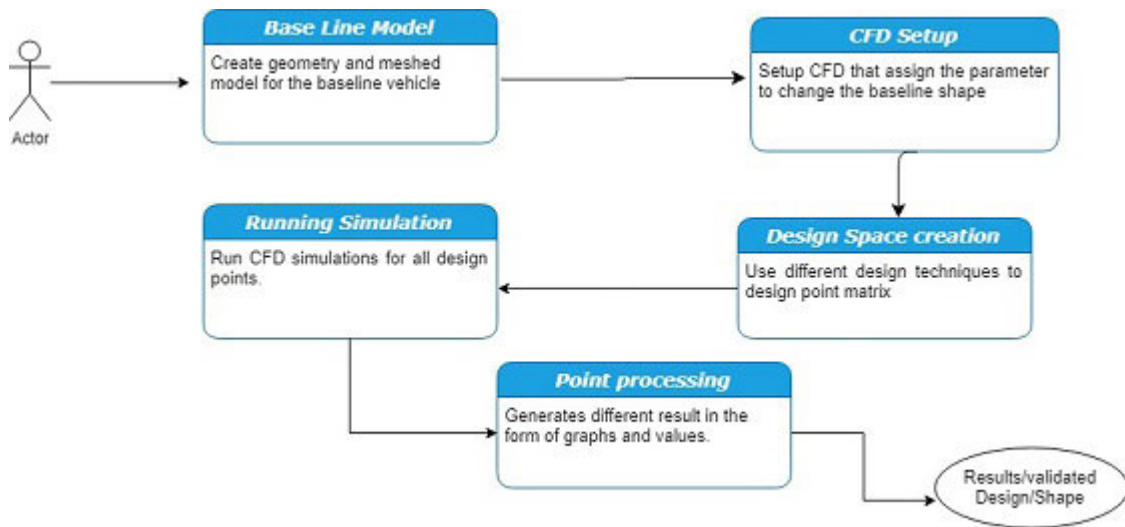 Actor
Base Line Model
Create geometry and meshed
model for the baseline vehicle
CFD Setup
Setup CFD that assign the parameter
to change the baseline shape
Design Space creation
Use different design techniques to
design point matrix
Running Simulation
Run CFD simulations for all design
points.
Point processing
Generates different result in the
form of graphs and values.
Results/validated
Design/Shape